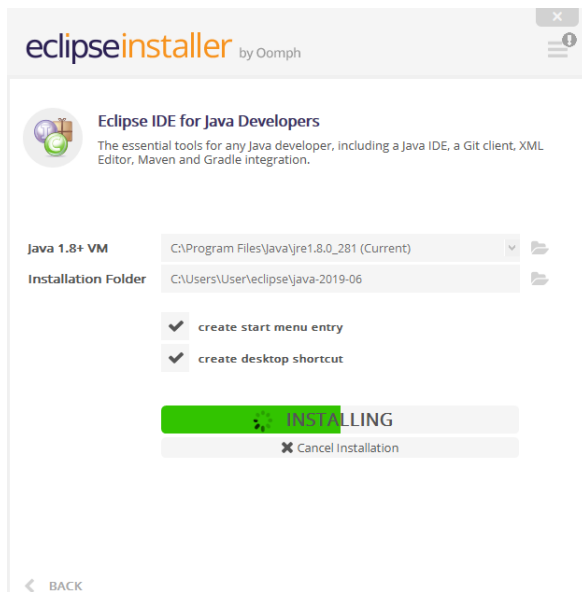 eclipseinstaller by Oomph
Eclipse IDE for Java Developers
The essential tools for any Java developer, including a Java IDE, a Git client, XML
Editor, Maven and Gradle integration.
Java 1.8+ VM C:\Program Files\Java\jre1.8.0_281 (Current)
Installation Folder C:\Users\User\eclipse\java-2019-06
create start menu entry
create desktop shortcut
INSTALLING
Cancel Installation
BACK